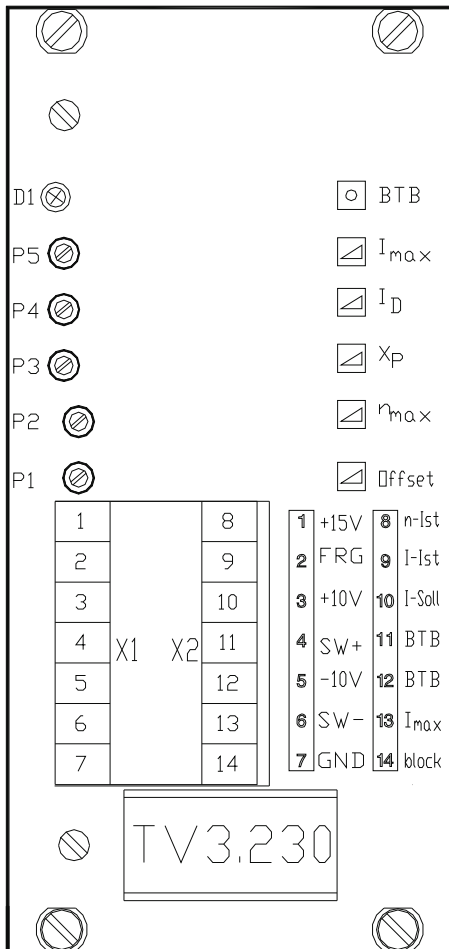 D1 BTB
P5 Imax
P4 ID
P3 XP
P2 nmax
P1 Offset
1 8 1 +15V 8 n-Ist
2 9 2 FRG 9 I-Ist
3 10 3 +10V 10 I-Soll
4 X1 X2 11 4 SW+ 11 BTB
5 12 5 -10V 12 BTB
6 13 6 SW- 13 Imax
7 14 7 GND 14 block
TV3.230